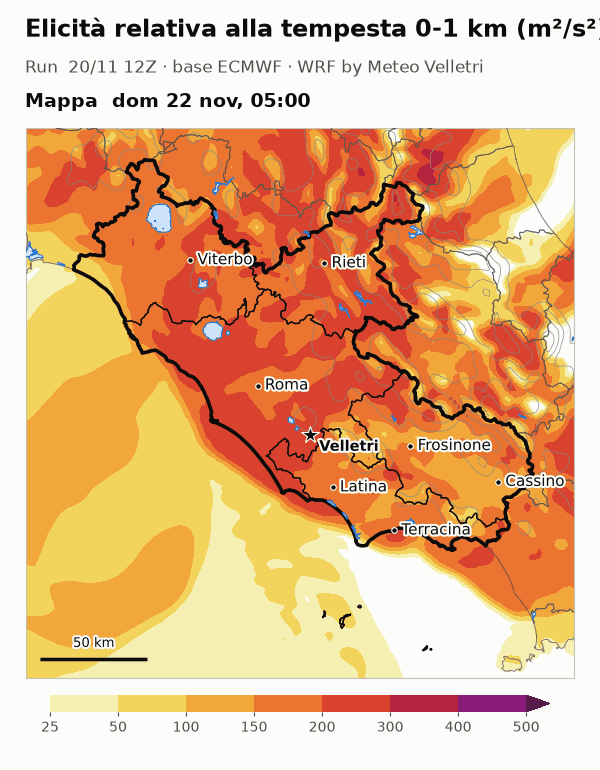 Elicità relativa alla tempesta 0-1 km (m²/s²)
Run 20/11 12Z · base ECMWF · WRF by Meteo Velletri
Mappa dom 22 nov, 05:00
Viterbo
Rieti
Roma
Velletri
Frosinone
Cassino
Latina
Terracina
50 km
25 50 100 150 200 300 400 500